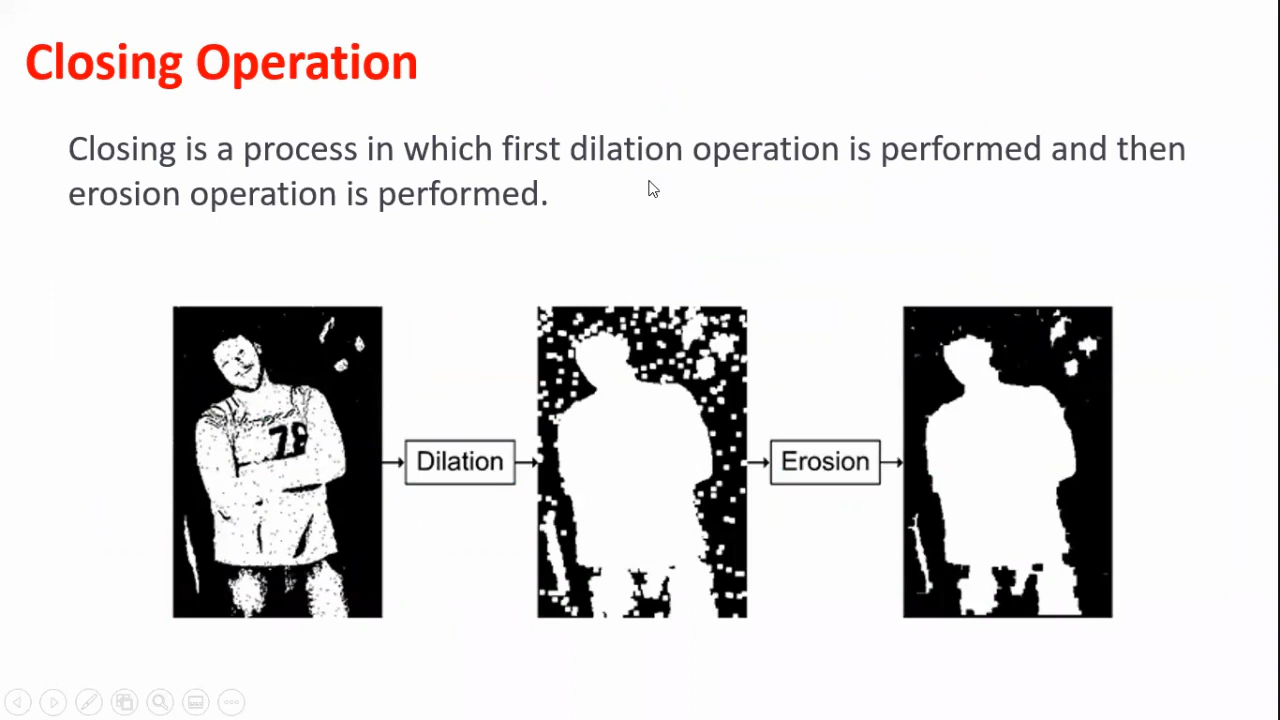 Closing Operation
Closing is a process in which first dilation operation is performed and then
erosion operation is performed.
78
Dilation
Erosion